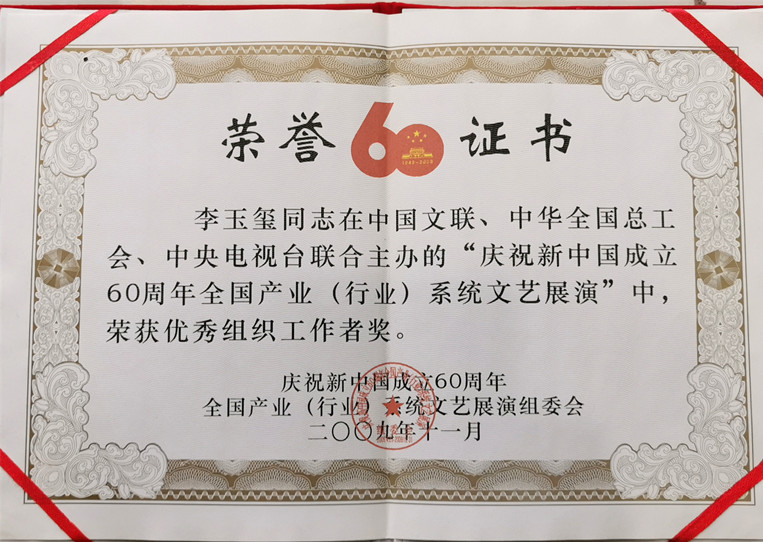 荣誉60证书
李玉玺同志在中国文联、中华全国总工
会、中央电视台联合主办的“庆祝新中国成立
60周年全国产业（行业）系统文艺展演”中，
荣获优秀组织工作者奖。
庆祝新中国成立60周年
全国产业（行业）系统文艺展演组委会
二〇〇九年十一月